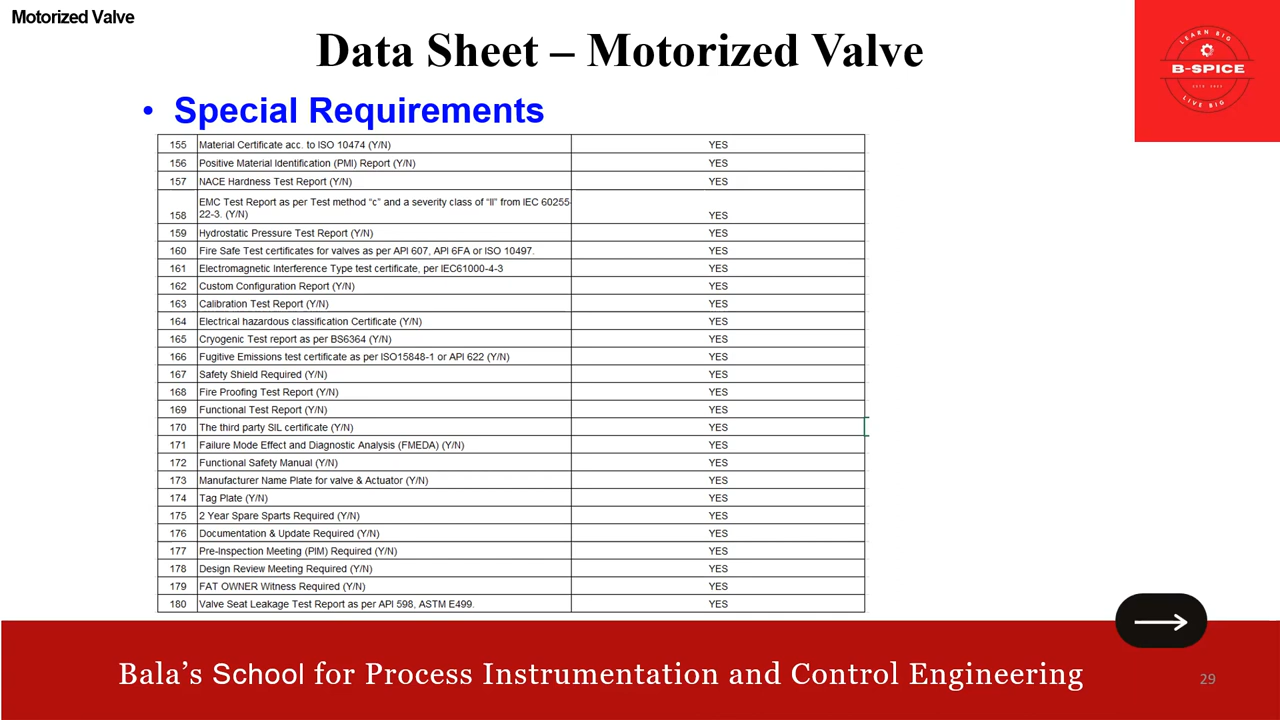 Motorized Valve
Data Sheet – Motorized Valve
LEARN BIG
B-SPICE
LIVE BIG
• Special Requirements
155 Material Certificate acc. to ISO 10474 (Y/N) YES
156 Positive Material Identification (PMI) Report (Y/N) YES
157 NACE Hardness Test Report (Y/N) YES
EMC Test Report as per Test method “c” and a severity class of “II” from IEC 60255-
158 22-3. (Y/N) YES
159 Hydrostatic Pressure Test Report (Y/N) YES
160 Fire Safe Test certificates for valves as per API 607, API 6FA or ISO 10497. YES
161 Electromagnetic Interference Type test certificate, per IEC61000-4-3 YES
162 Custom Configuration Report (Y/N) YES
163 Calibration Test Report (Y/N) YES
164 Electrical hazardous classification Certificate (Y/N) YES
165 Cryogenic Test report as per BS6364 (Y/N) YES
166 Fugitive Emissions test certificate as per ISO15848-1 or API 622 (Y/N) YES
167 Safety Shield Required (Y/N) YES
168 Fire Proofing Test Report (Y/N) YES
169 Functional Test Report (Y/N) YES
170 The third party SIL certificate (Y/N) YES
171 Failure Mode Effect and Diagnostic Analysis (FMEDA) (Y/N) YES
172 Functional Safety Manual (Y/N) YES
173 Manufacturer Name Plate for valve & Actuator (Y/N) YES
174 Tag Plate (Y/N) YES
175 2 Year Spare Sparts Required (Y/N) YES
176 Documentation & Update Required (Y/N) YES
177 Pre-Inspection Meeting (PIM) Required (Y/N) YES
178 Design Review Meeting Required (Y/N) YES
179 FAT OWNER Witness Required (Y/N) YES
180 Valve Seat Leakage Test Report as per API 598, ASTM E499. YES
Bala’s School for Process Instrumentation and Control Engineering
29